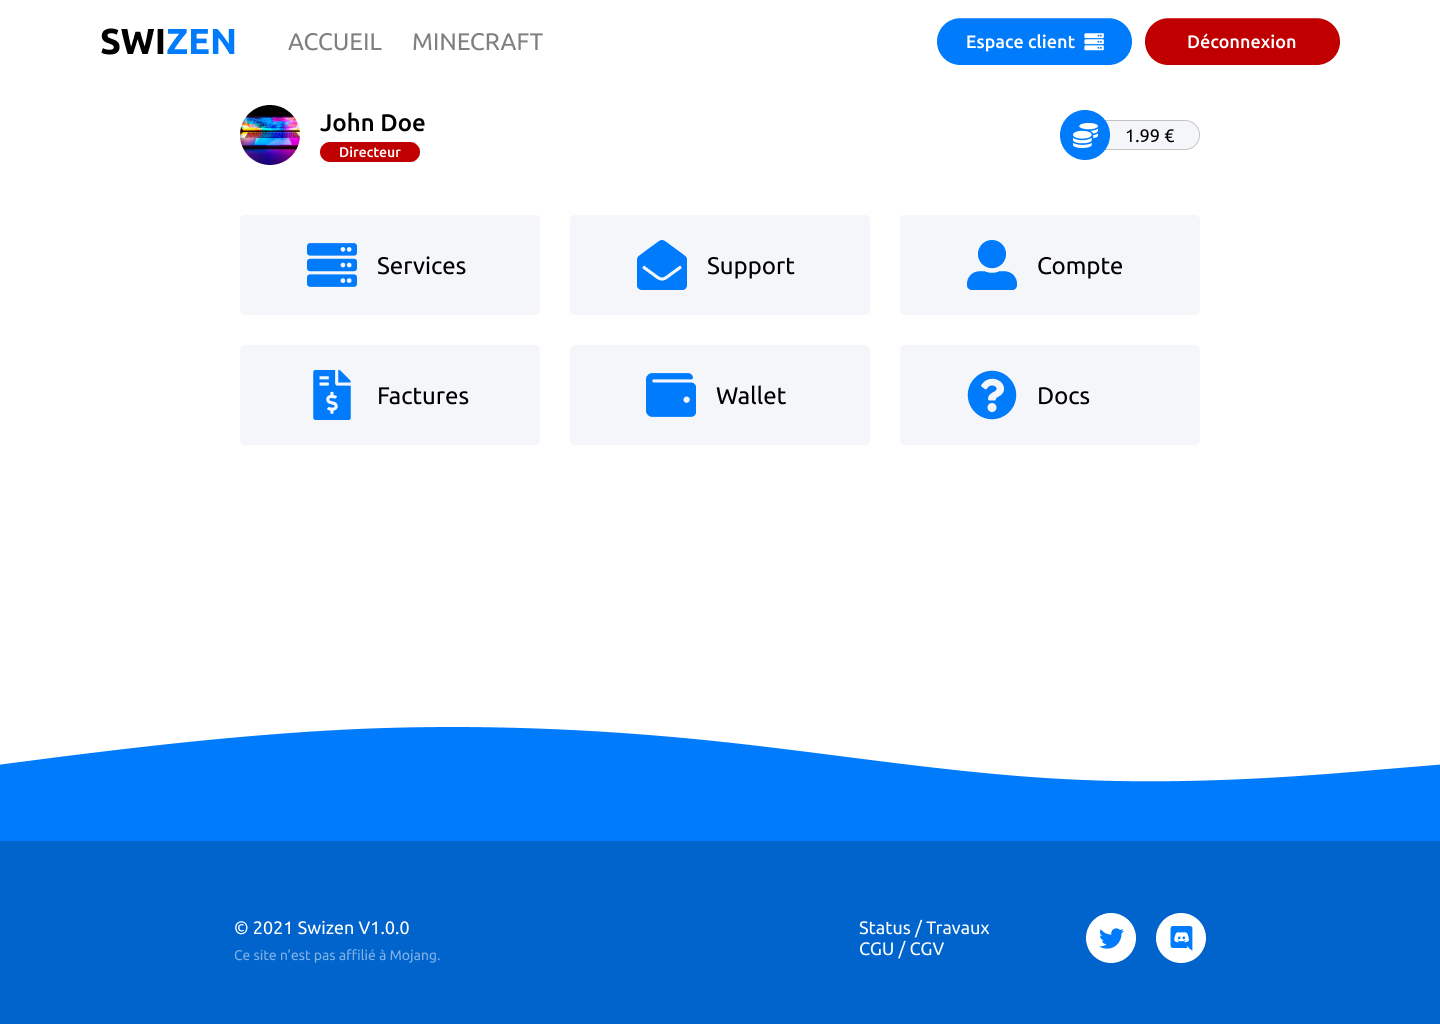 SWIZEN
ACCUEIL
MINECRAFT
Espace client
Déconnexion
John Doe
Directeur
1.99 €
Services
Support
Compte
Factures
Wallet
Docs
© 2021 Swizen V1.0.0
Ce site n’est pas affilié à Mojang.
Status / Travaux
CGU / CGV